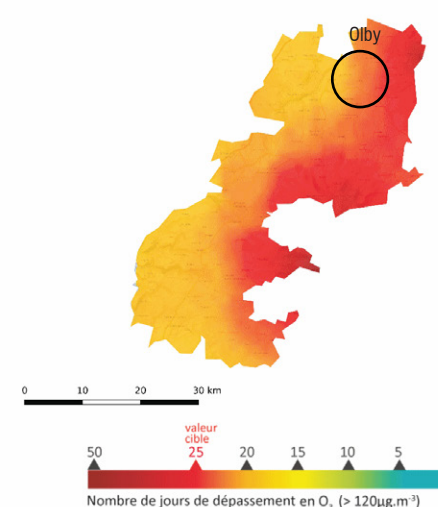 Olby
0 10 20 30 km
valeur
cible
50 25 20 15 10 5
Nombre de jours de dépassement en O₃ (> 120µg.m⁻³)